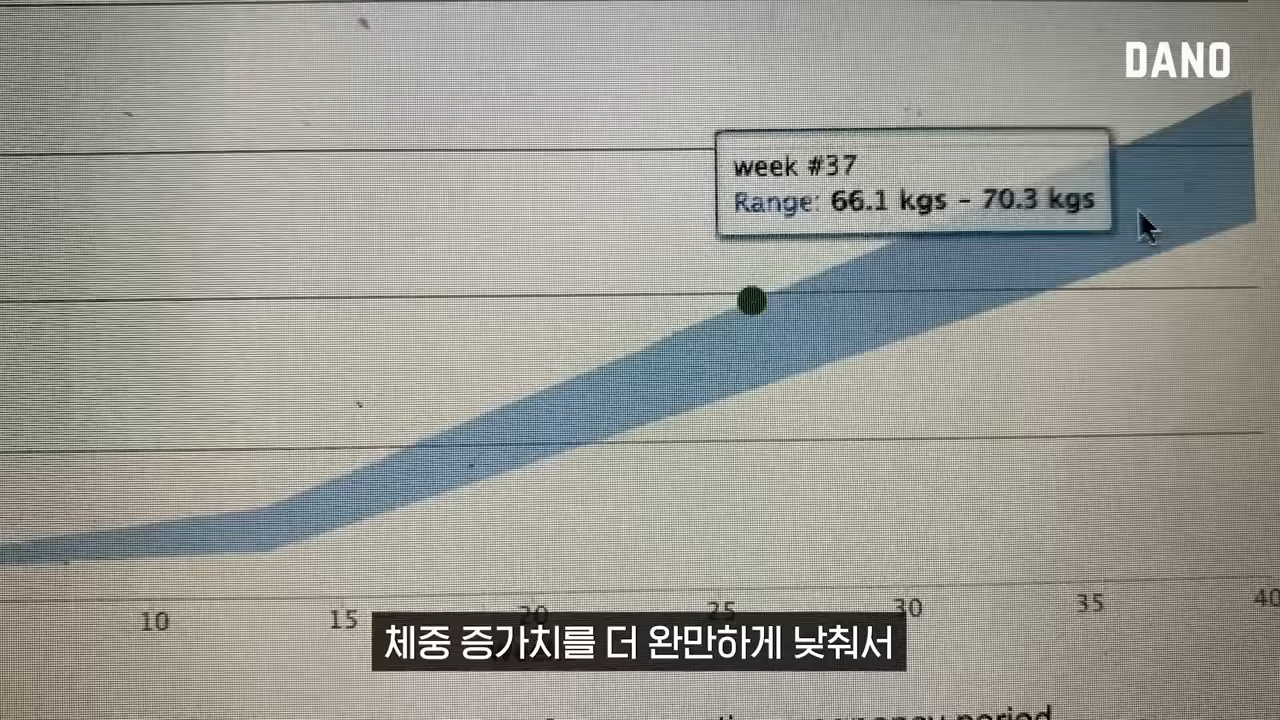 DANO
week #37
Range: 66.1 kgs – 70.3 kgs
10 15 20 25 30 35 40
체중 증가치를 더 완만하게 낮춰서
period